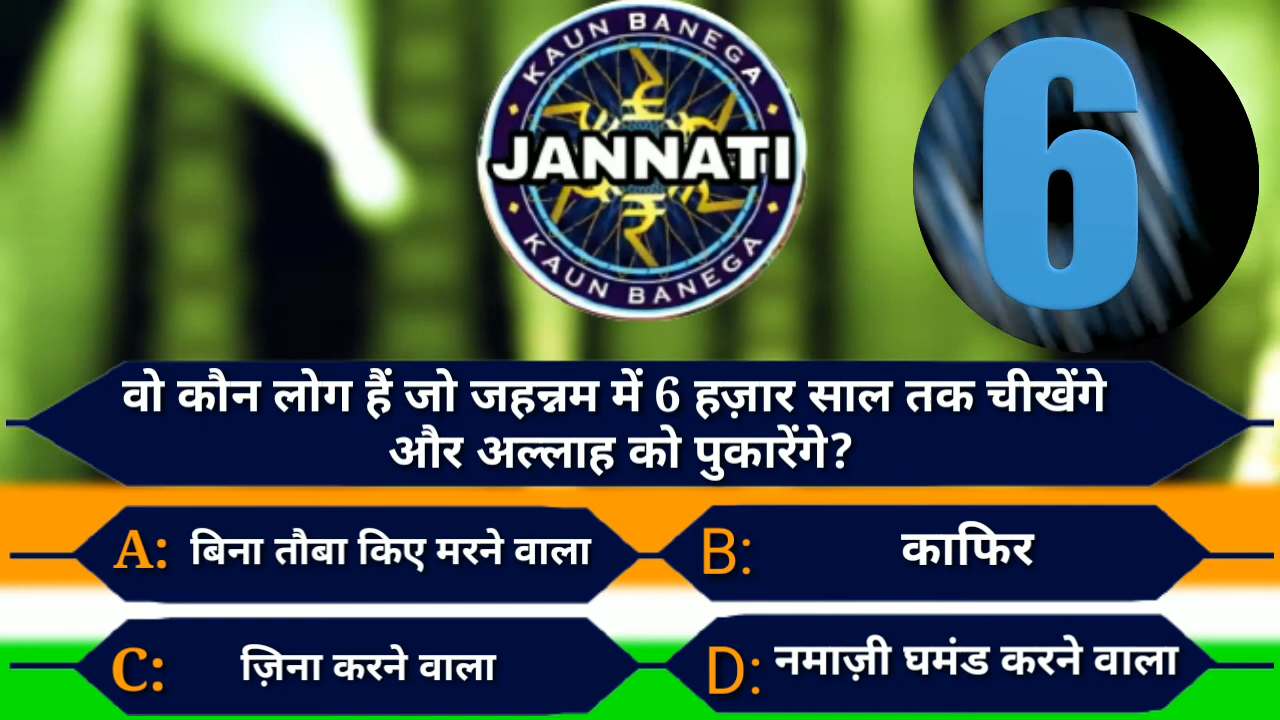 KAUN BANEGA
JANNATI
KAUN BANEGA
6
वो कौन लोग हैं जो जहन्नम में 6 हज़ार साल तक चीखेंगे
और अल्लाह को पुकारेंगे?
A: बिना तौबा किए मरने वाला
B: काफिर
C: ज़िना करने वाला
D: नमाज़ी घमंड करने वाला